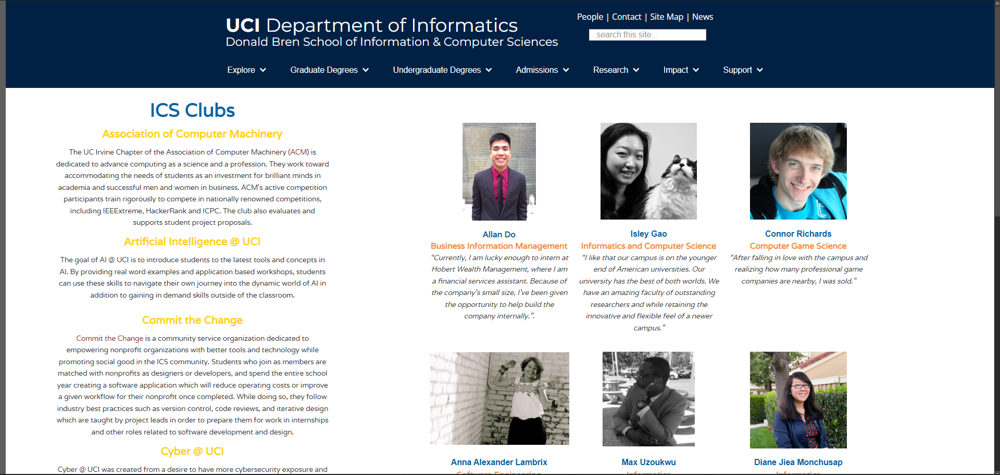 UCI Department of Informatics
Donald Bren School of Information & Computer Sciences
People | Contact | Site Map | News
search this site...
Explore
Graduate Degrees
Undergraduate Degrees
Admissions
Research
Impact
Support
ICS Clubs
Association of Computer Machinery
The UC Irvine Chapter of the Association of Computer Machinery (ACM) is
dedicated to advance computing as a science and a profession. They work toward
accommodating the needs of students as an investment for brilliant minds in
academia and successful men and women in business. ACM's active competition
participants train rigorously to compete in nationally renowned competitions,
including IEEExtreme, HackerRank and ICPC. The club also evaluates and
supports student project proposals.
Artificial Intelligence @ UCI
The goal of AI @ UCI is to introduce students to the latest tools and concepts in
AI. By providing real word examples and application based workshops, students
can use these skills to navigate their own journey into the dynamic world of AI in
addition to gaining in demand skills outside of the classroom.
Commit the Change
Commit the Change is a community service organization dedicated to
empowering nonprofit organizations with better tools and technology while
promoting social good in the ICS community. Students who join as members are
matched with nonprofits as designers or developers, and spend the entire school
year creating a software application which will reduce operating costs or improve
a given workflow for their nonprofit once completed. While doing so, they follow
industry best practices such as version control, code reviews, and iterative design
which are taught by project leads in order to prepare them for work in internships
and other roles related to software development and design.
Cyber @ UCI
Cyber @ UCI was created from a desire to have more cybersecurity exposure and
Allan Do
Business Information Management
“Currently, I am lucky enough to intern at
Hobert Wealth Management, where I am
a financial services assistant. Because of
the company's small size, I've been given
the opportunity to help build the
company internally.”.
Isley Gao
Informatics and Computer Science
“I like that our campus is on the younger
end of American universities. Our
university has the best of both worlds. We
have an amazing faculty of outstanding
researchers and while retaining the
innovative and flexible feel of a newer
campus.”
Connor Richards
Computer Game Science
“After falling in love with the campus and
realizing how many professional game
companies are nearby, I was sold.”
Anna Alexander Lambrix
Software Engineering
Max Uzoukwu
Informatics
Diane Jiea Monchusap
Informatics